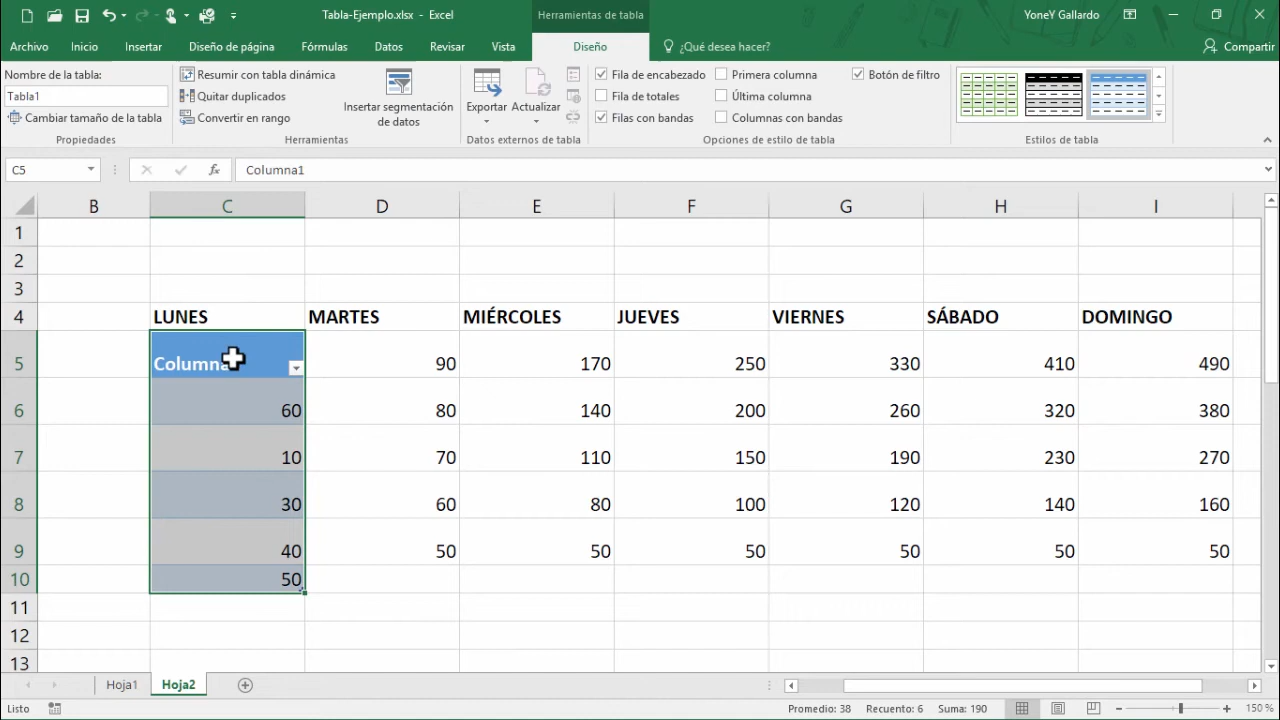 Tabla-Ejemplo.xlsx - Excel
Herramientas de tabla
YoneY Gallardo
Archivo Inicio Insertar Diseño de página Fórmulas Datos Revisar Vista Diseño ¿Qué desea hacer? Compartir
Nombre de la tabla:
Tabla1
Cambiar tamaño de la tabla
Propiedades
Resumir con tabla dinámica
Quitar duplicados
Convertir en rango
Insertar segmentación
de datos
Herramientas
Exportar Actualizar
Datos externos de tabla
Fila de encabezado Primera columna Botón de filtro
Fila de totales Última columna
Filas con bandas Columnas con bandas
Opciones de estilo de tabla
Estilos de tabla
C5 fx Columna1
B C D E F G H I
1
2
3
4 LUNES MARTES MIÉRCOLES JUEVES VIERNES SÁBADO DOMINGO
5 Columna 90 170 250 330 410 490
6 60 80 140 200 260 320 380
7 10 70 110 150 190 230 270
8 30 60 80 100 120 140 160
9 40 50 50 50 50 50 50
10 50
11
12
13
Hoja1 Hoja2
Listo Promedio: 38 Recuento: 6 Suma: 190 150 %